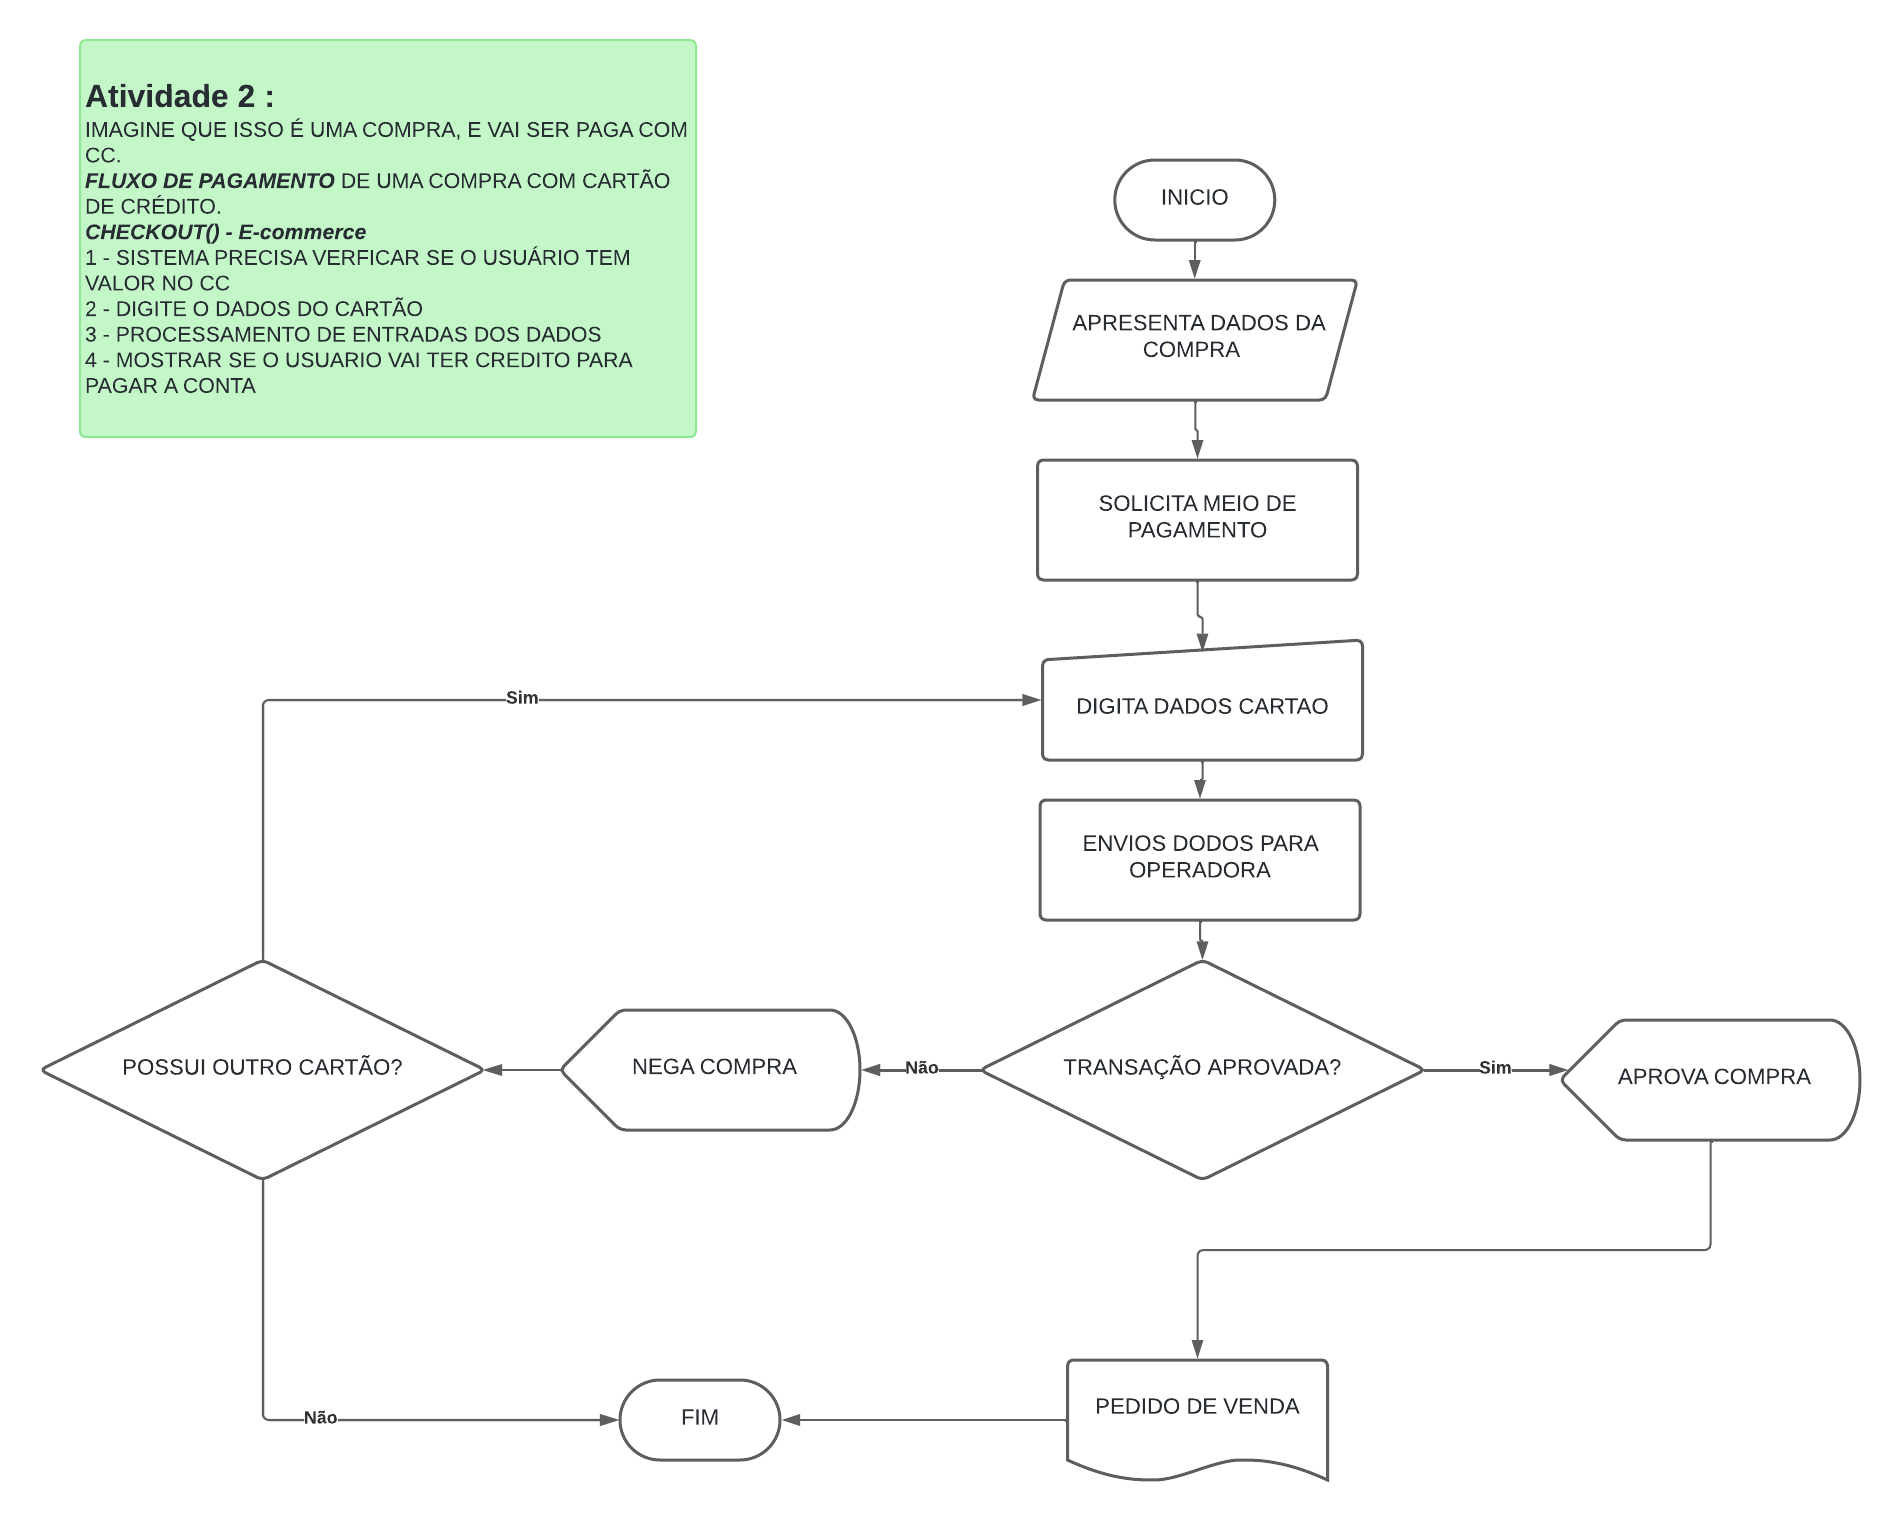 Atividade 2 :
IMAGINE QUE ISSO É UMA COMPRA, E VAI SER PAGA COM
CC.
FLUXO DE PAGAMENTO DE UMA COMPRA COM CARTÃO
DE CRÉDITO.
CHECKOUT() - E-commerce
1 - SISTEMA PRECISA VERFICAR SE O USUÁRIO TEM
VALOR NO CC
2 - DIGITE O DADOS DO CARTÃO
3 - PROCESSAMENTO DE ENTRADAS DOS DADOS
4 - MOSTRAR SE O USUARIO VAI TER CREDITO PARA
PAGAR A CONTA
INICIO
APRESENTA DADOS DA
COMPRA
SOLICITA MEIO DE
PAGAMENTO
Sim
DIGITA DADOS CARTAO
ENVIOS DODOS PARA
OPERADORA
POSSUI OUTRO CARTÃO?
NEGA COMPRA
Não
TRANSAÇÃO APROVADA?
Sim
APROVA COMPRA
Não
FIM
PEDIDO DE VENDA